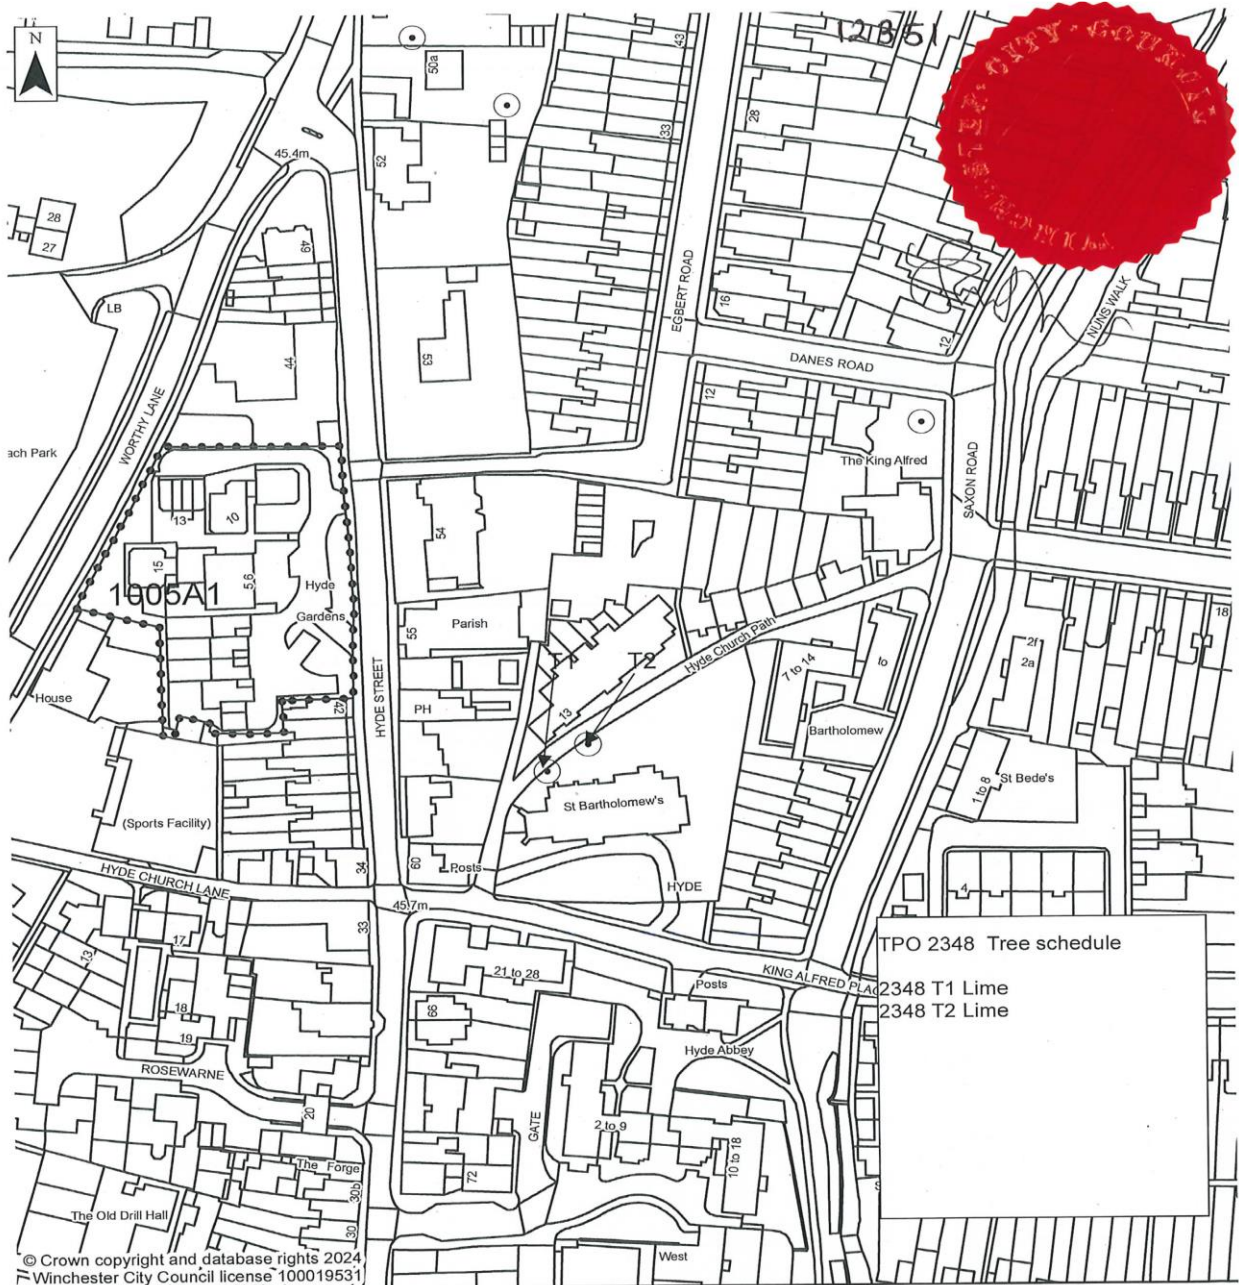 12351
CITY COUNCIL
N
43
50a
33
28
52
45.4m
28
27
49
EGBERT ROAD
16
NUNS WALK
LB
12
DANES ROAD
44
53
WORTHY LANE
12
ach Park
The King Alfred
SAXON ROAD
13
10
54
15
5,6
Hyde
1005A1
Gardens
55
Parish
18
Hyde Church Path
T1
T2
7 to 14
to
2f
2a
House
42
HYDE STREET
PH
13
Bartholomew
St Bede's
1 to 8
St Bartholomew's
(Sports Facility)
34
60
Posts
HYDE CHURCH LANE
HYDE
4
45.7m
33
17
13
TPO 2348 Tree schedule
21 to 28
KING ALFRED PLAC
Posts
2348 T1 Lime
2348 T2 Lime
18
66
19
Hyde Abbey
ROSEWARNE
20
GATE
2 to 9
10 to 18
The Forge
72
30b
The Old Drill Hall
30
West
© Crown copyright and database rights 2024
Winchester City Council license 100019531